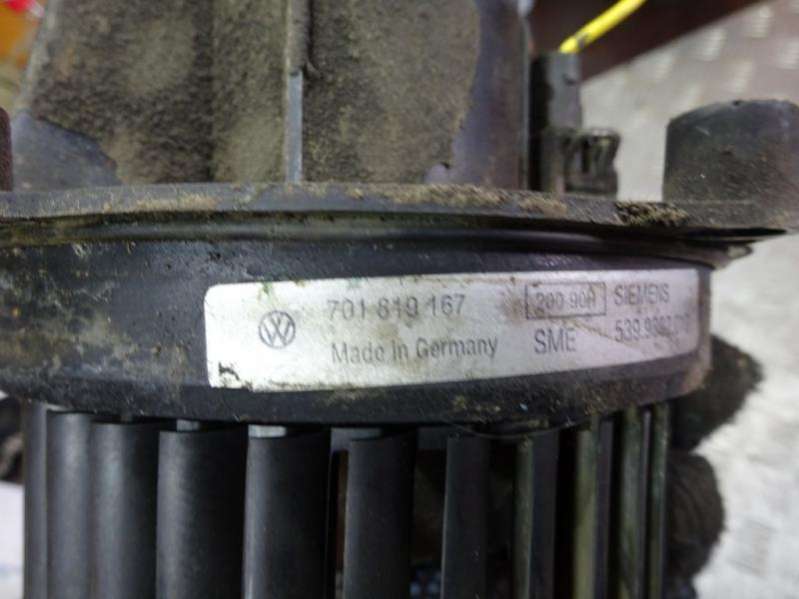 701 819 167
Made in Germany
SIEMENS
SME